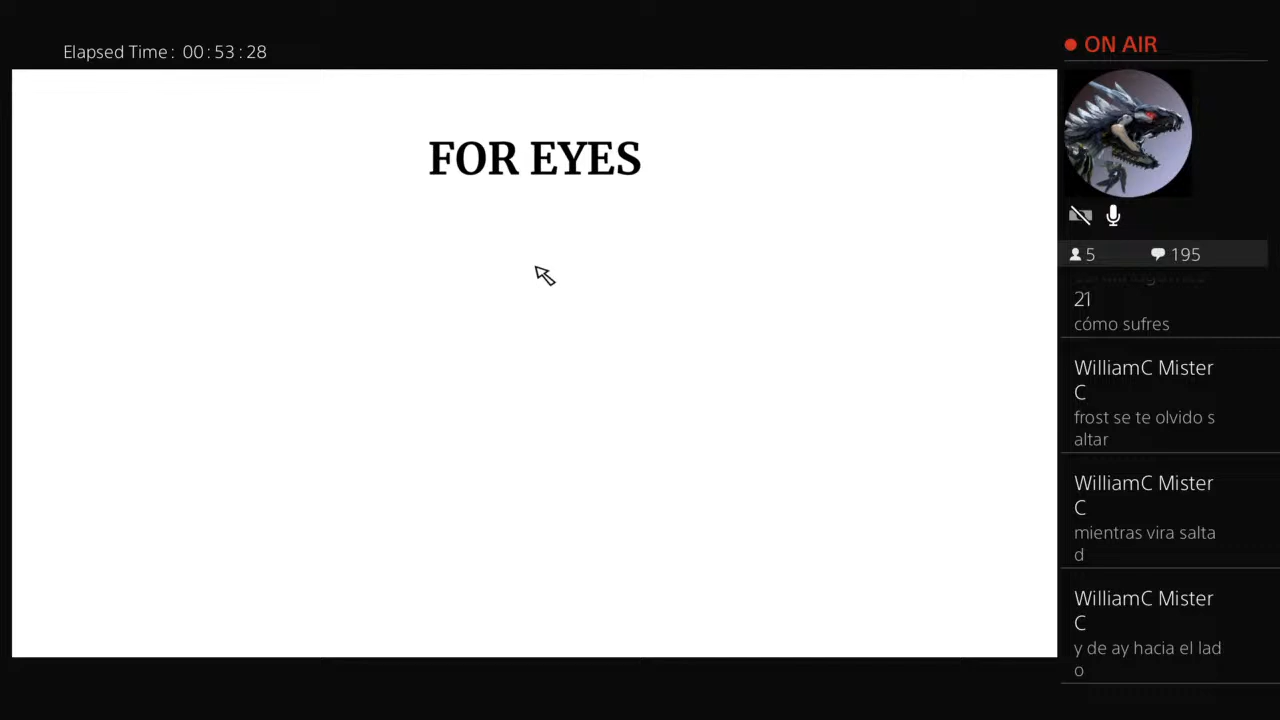 Elapsed Time: 00:53:28
ON AIR
FOR EYES
5 195
21
cómo sufres
WilliamC Mister
C
frost se te olvido s
altar
WilliamC Mister
C
mientras vira salta
d
WilliamC Mister
C
y de ay hacia el lad
o